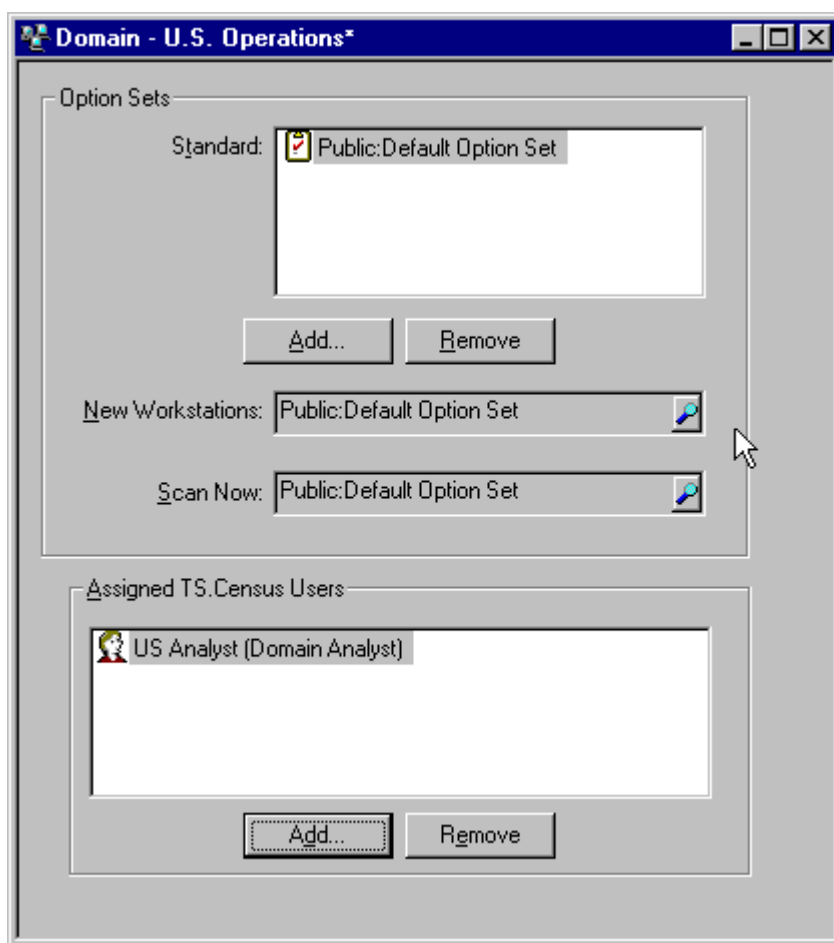 Domain - U.S. Operations*
Option Sets
Standard: Public:Default Option Set
Add... Remove
New Workstations: Public:Default Option Set
Scan Now: Public:Default Option Set
Assigned TS.Census Users
US Analyst (Domain Analyst)
Add... Remove